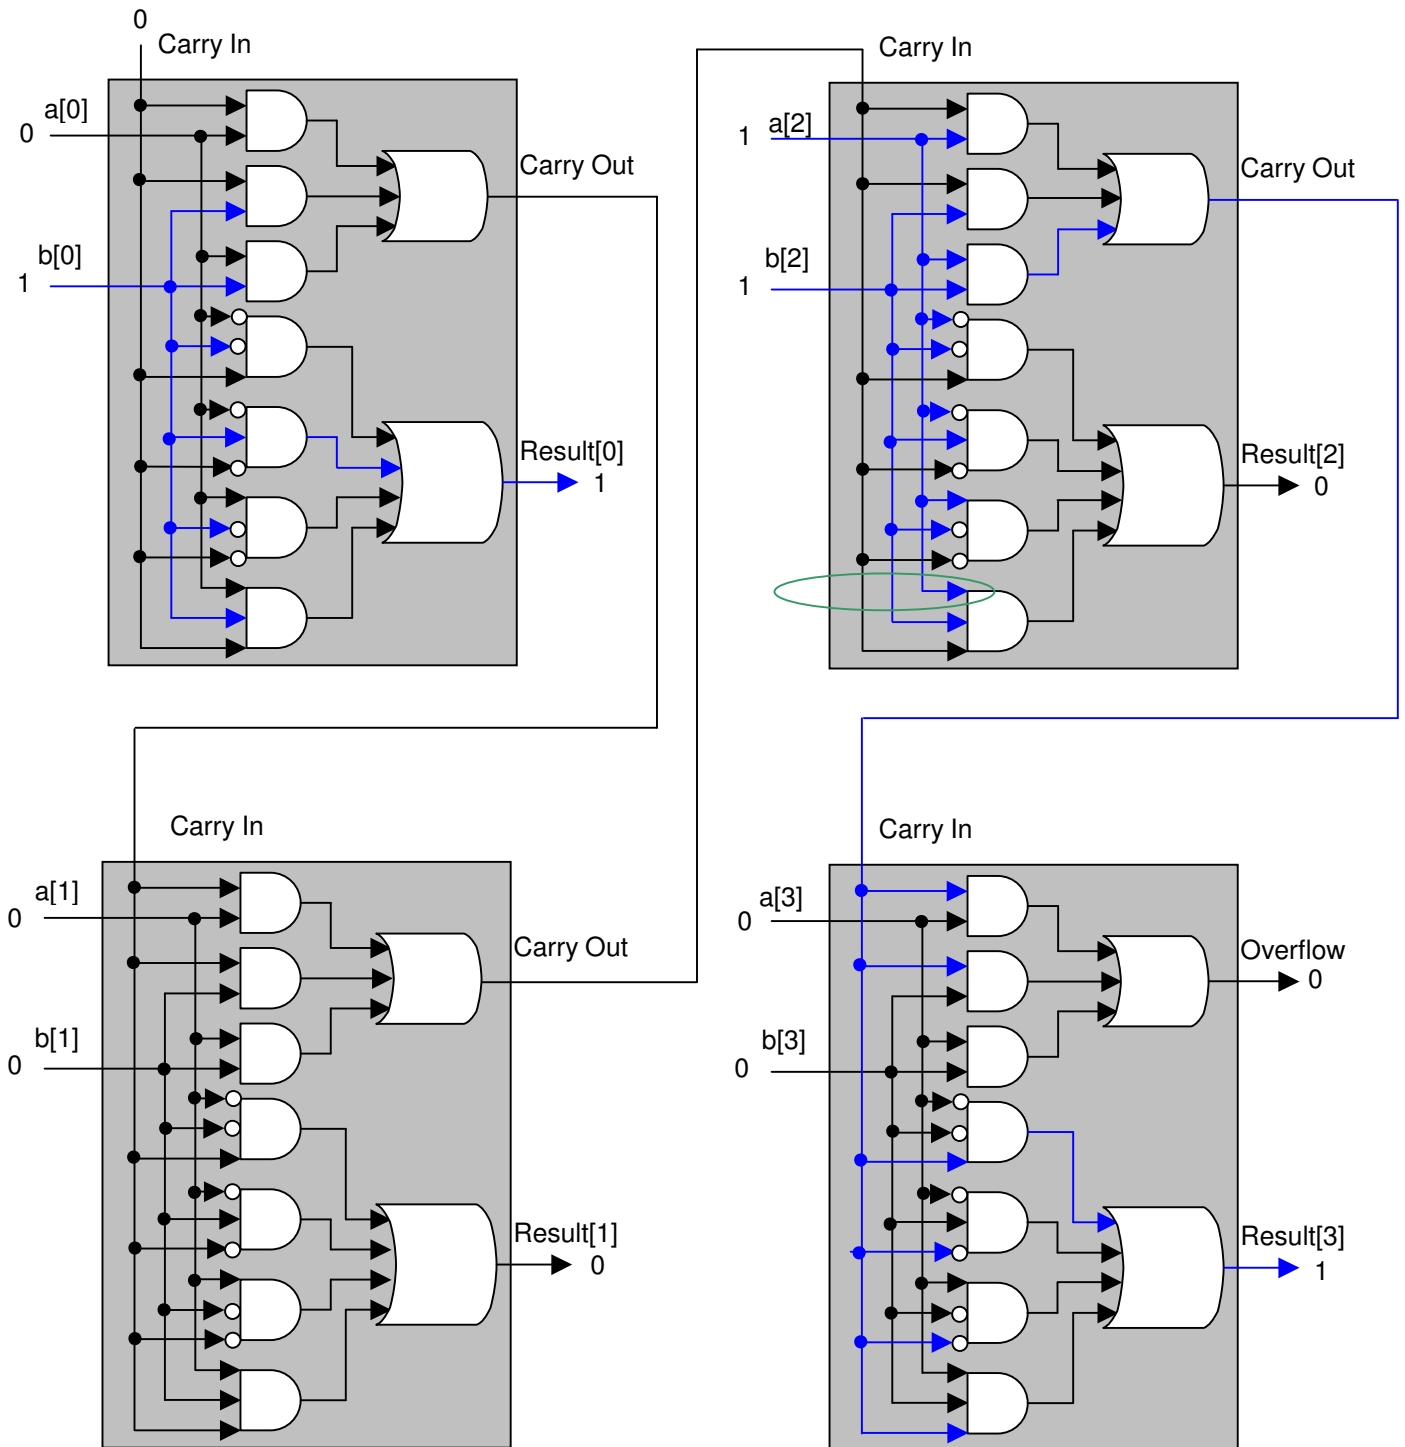 0
Carry In
a[0]
0
Carry Out
b[0]
1
Result[0]
1
Carry In
a[2]
1
Carry Out
b[2]
1
Result[2]
0
Carry In
a[1]
0
Carry Out
b[1]
0
Result[1]
0
Carry In
a[3]
0
Overflow
0
b[3]
0
Result[3]
1